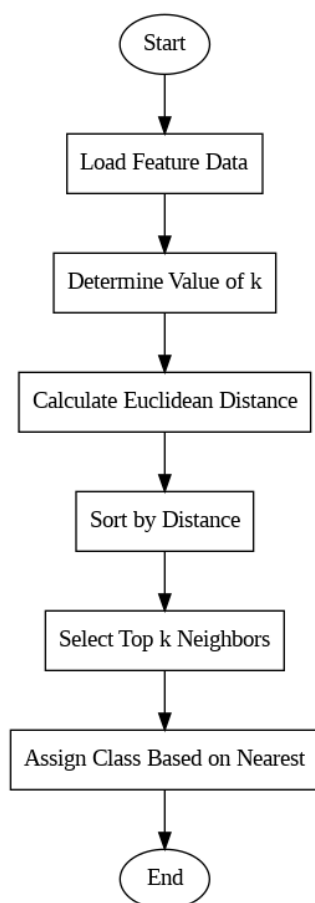 Start
Load Feature Data
Determine Value of k
Calculate Euclidean Distance
Sort by Distance
Select Top k Neighbors
Assign Class Based on Nearest
End